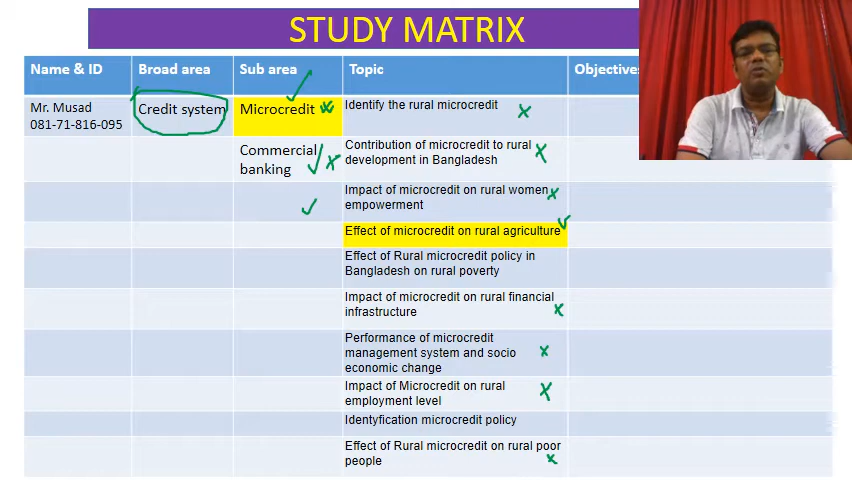 STUDY MATRIX
Name & ID
Broad area
Sub area
Topic
Objectives
Mr. Musad
081-71-816-095
Credit system
Microcredit
Identify the rural microcredit
Commercial
banking
Contribution of microcredit to rural
development in Bangladesh
Impact of microcredit on rural women
empowerment
Effect of microcredit on rural agriculture
Effect of Rural microcredit policy in
Bangladesh on rural poverty
Impact of microcredit on rural financial
infrastructure
Performance of microcredit
management system and socio
economic change
Impact of Microcredit on rural
employment level
Identyfication microcredit policy
Effect of Rural microcredit on rural poor
people